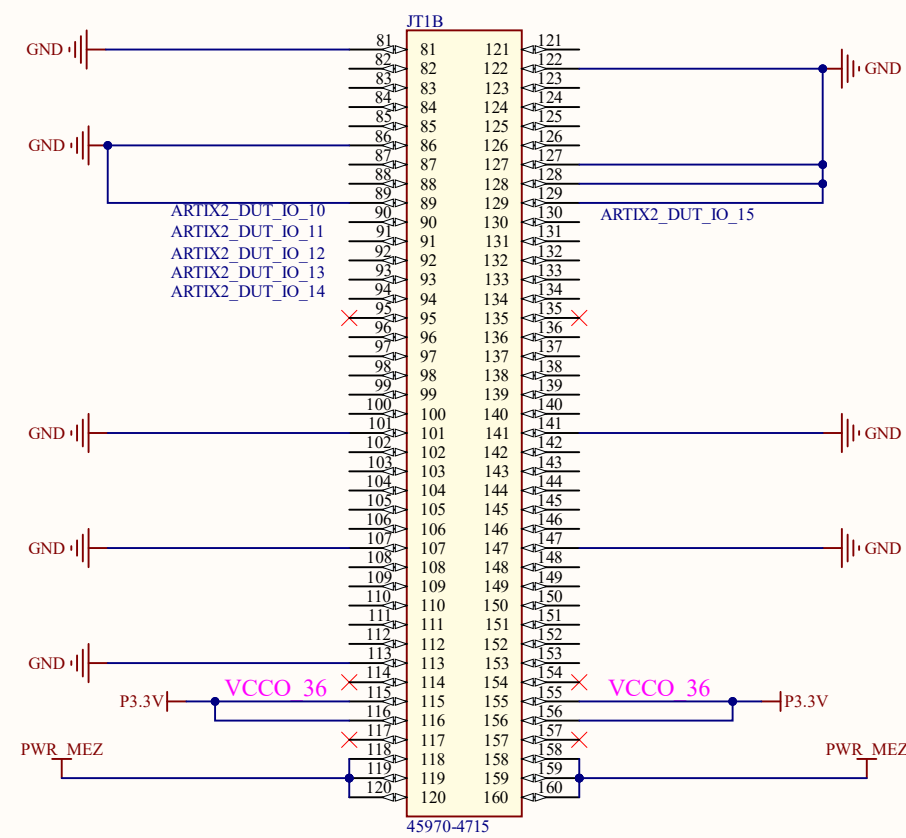 JT1B
81 81 121 121
GND
82 82 122 122
GND
83 83 123 123
84 84 124 124
85 85 125 125
86 86 126 126
GND
87 87 127 127
88 88 128 128
89 89 129 129
ARTIX2_DUT_IO_10
ARTIX2_DUT_IO_15
90 90 130 130
ARTIX2_DUT_IO_11
91 91 131 131
ARTIX2_DUT_IO_12
92 92 132 132
ARTIX2_DUT_IO_13
93 93 133 133
ARTIX2_DUT_IO_14
94 94 134 134
95 95 135 135
96 96 136 136
97 97 137 137
98 98 138 138
99 99 139 139
100 100 140 140
GND 101 101 141 141 GND
102 102 142 142
103 103 143 143
104 104 144 144
105 105 145 145
106 106 146 146
GND 107 107 147 147 GND
108 108 148 148
109 109 149 149
110 110 150 150
111 111 151 151
112 112 152 152
GND 113 113 153 153
114 114 154 154
VCCO_36 VCCO_36
P3.3V 115 115 155 155 P3.3V
116 116 156 156
117 117 157 157
PWR_MEZ PWR_MEZ
118 118 158 158
119 119 159 159
120 120 160 160
45970-4715